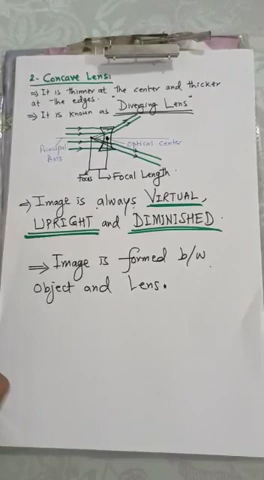 2- Concave Lens:
⇒ It is thinner at the center and thicker
at the edges.
⇒ It is known as "Diverging Lens"
Principal
Axis
optical Center
Focus
Focal Length
⇒ Image is always VIRTUAL,
UPRIGHT and DIMINISHED.
⇒ Image is formed b/w
object and Lens.